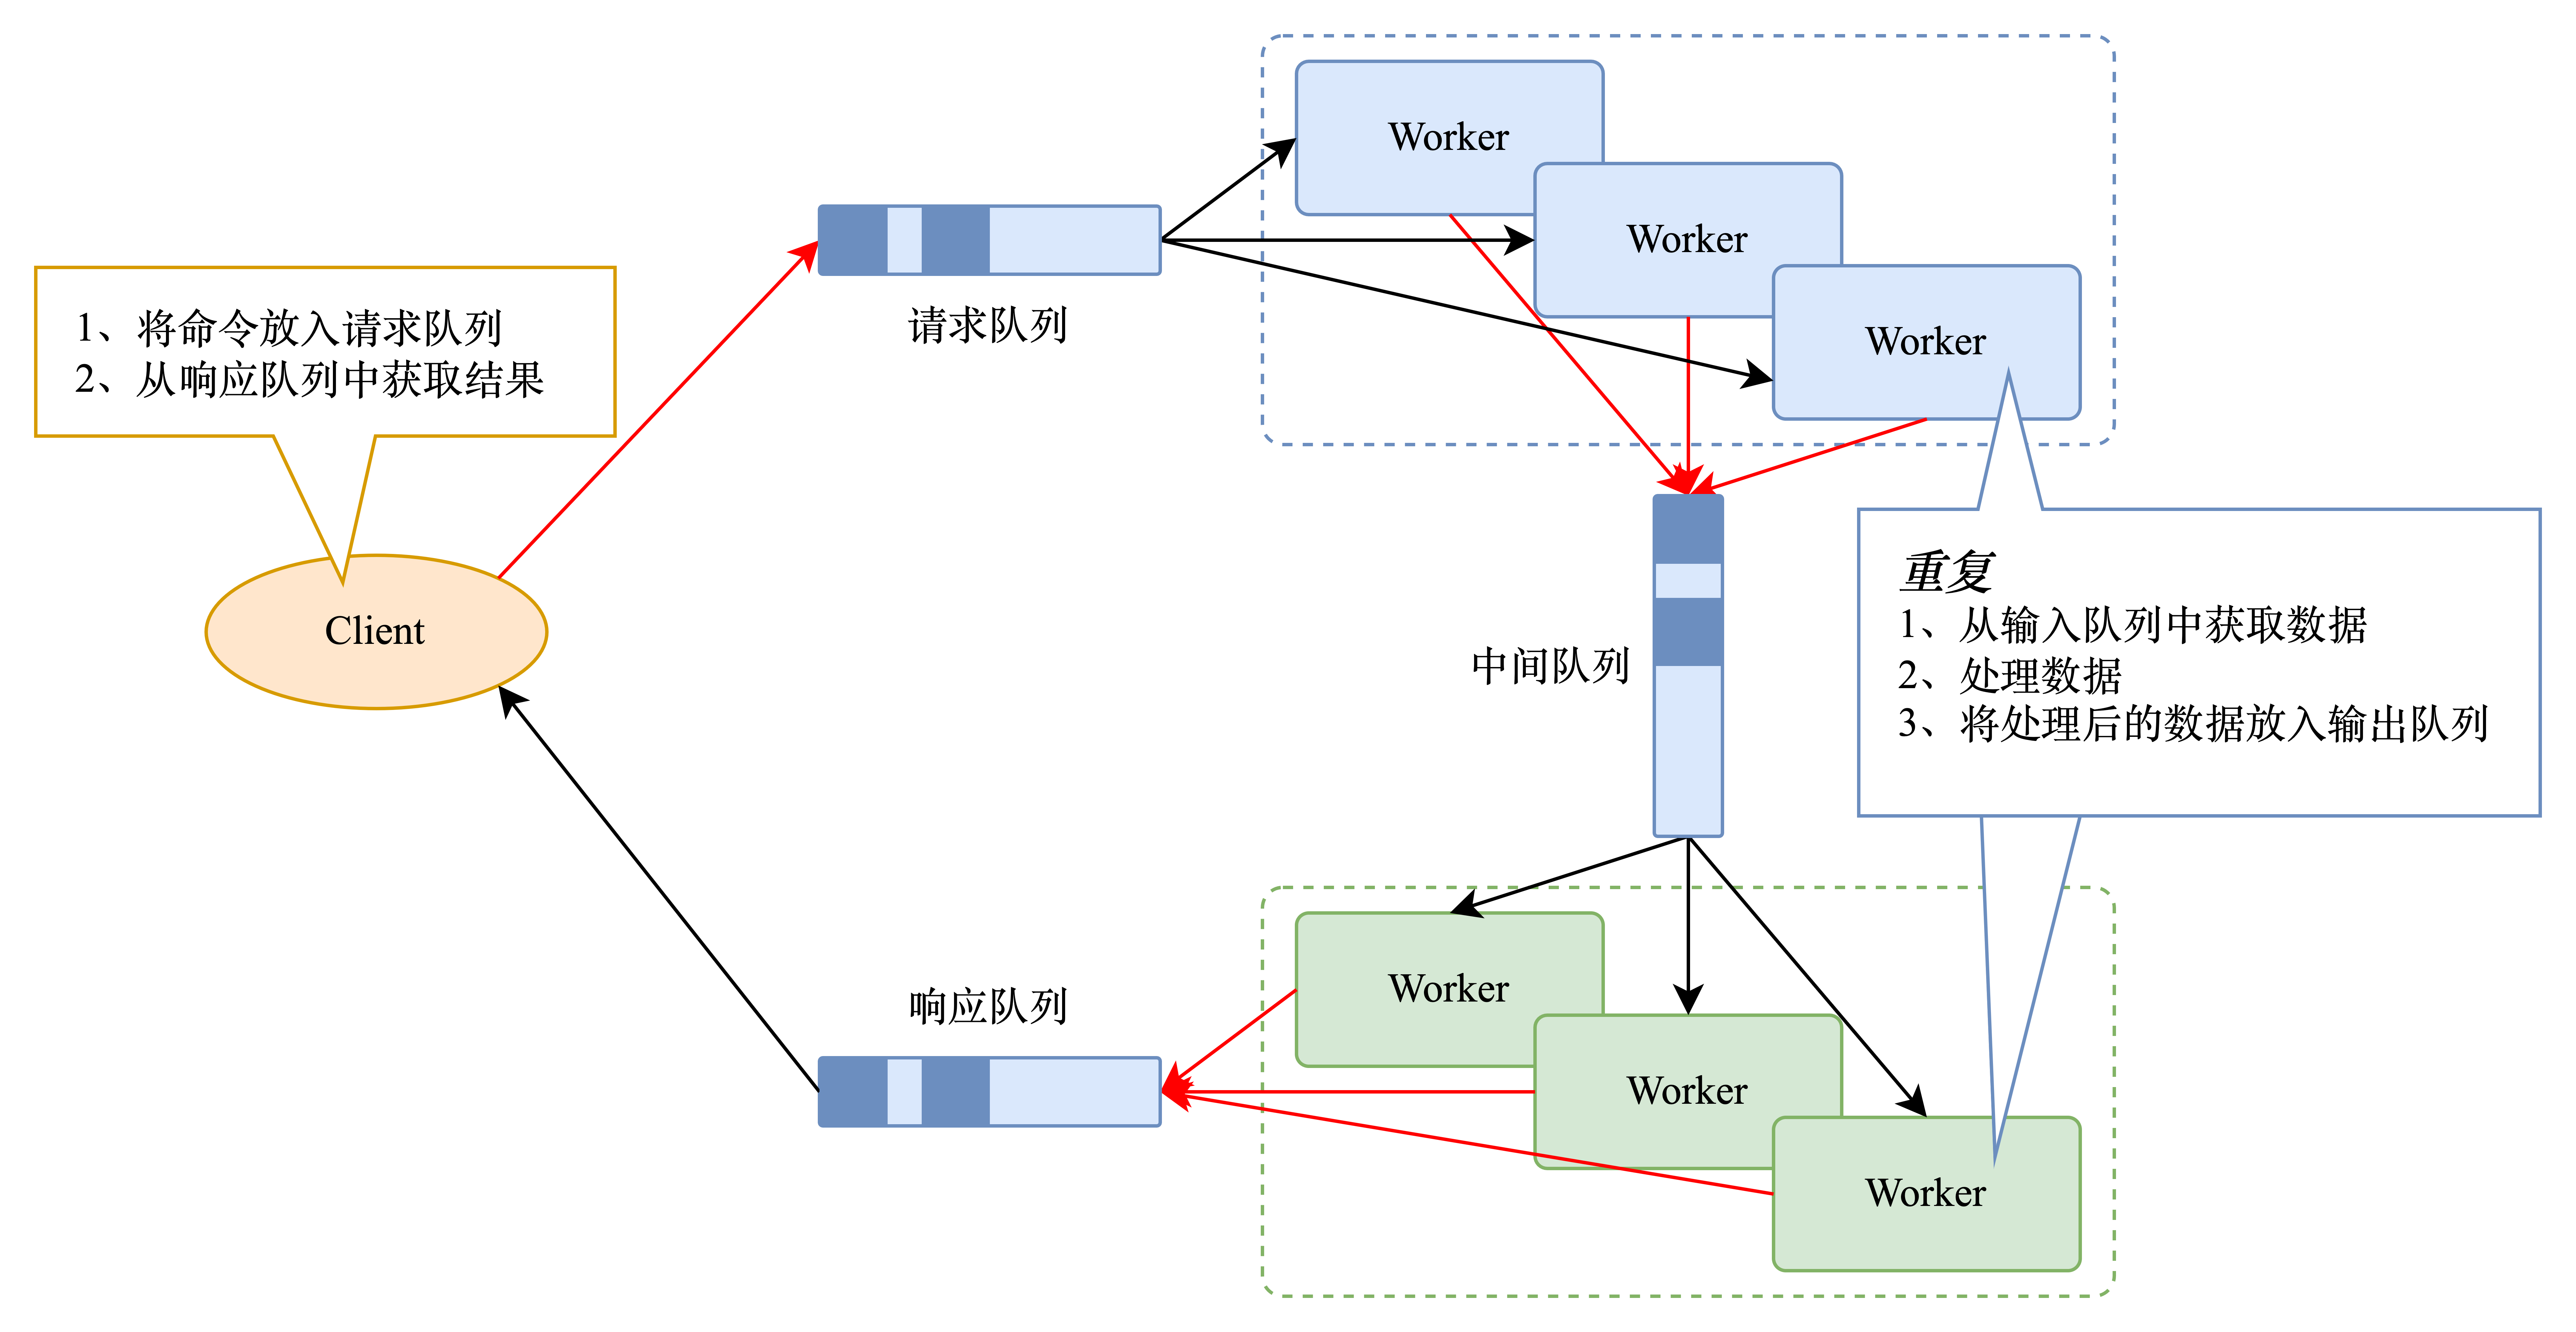 Worker
Worker
Worker
请求队列
1、将命令放入请求队列
2、从响应队列中获取结果
Client
中间队列
重复
1、从输入队列中获取数据
2、处理数据
3、将处理后的数据放入输出队列
响应队列
Worker
Worker
Worker